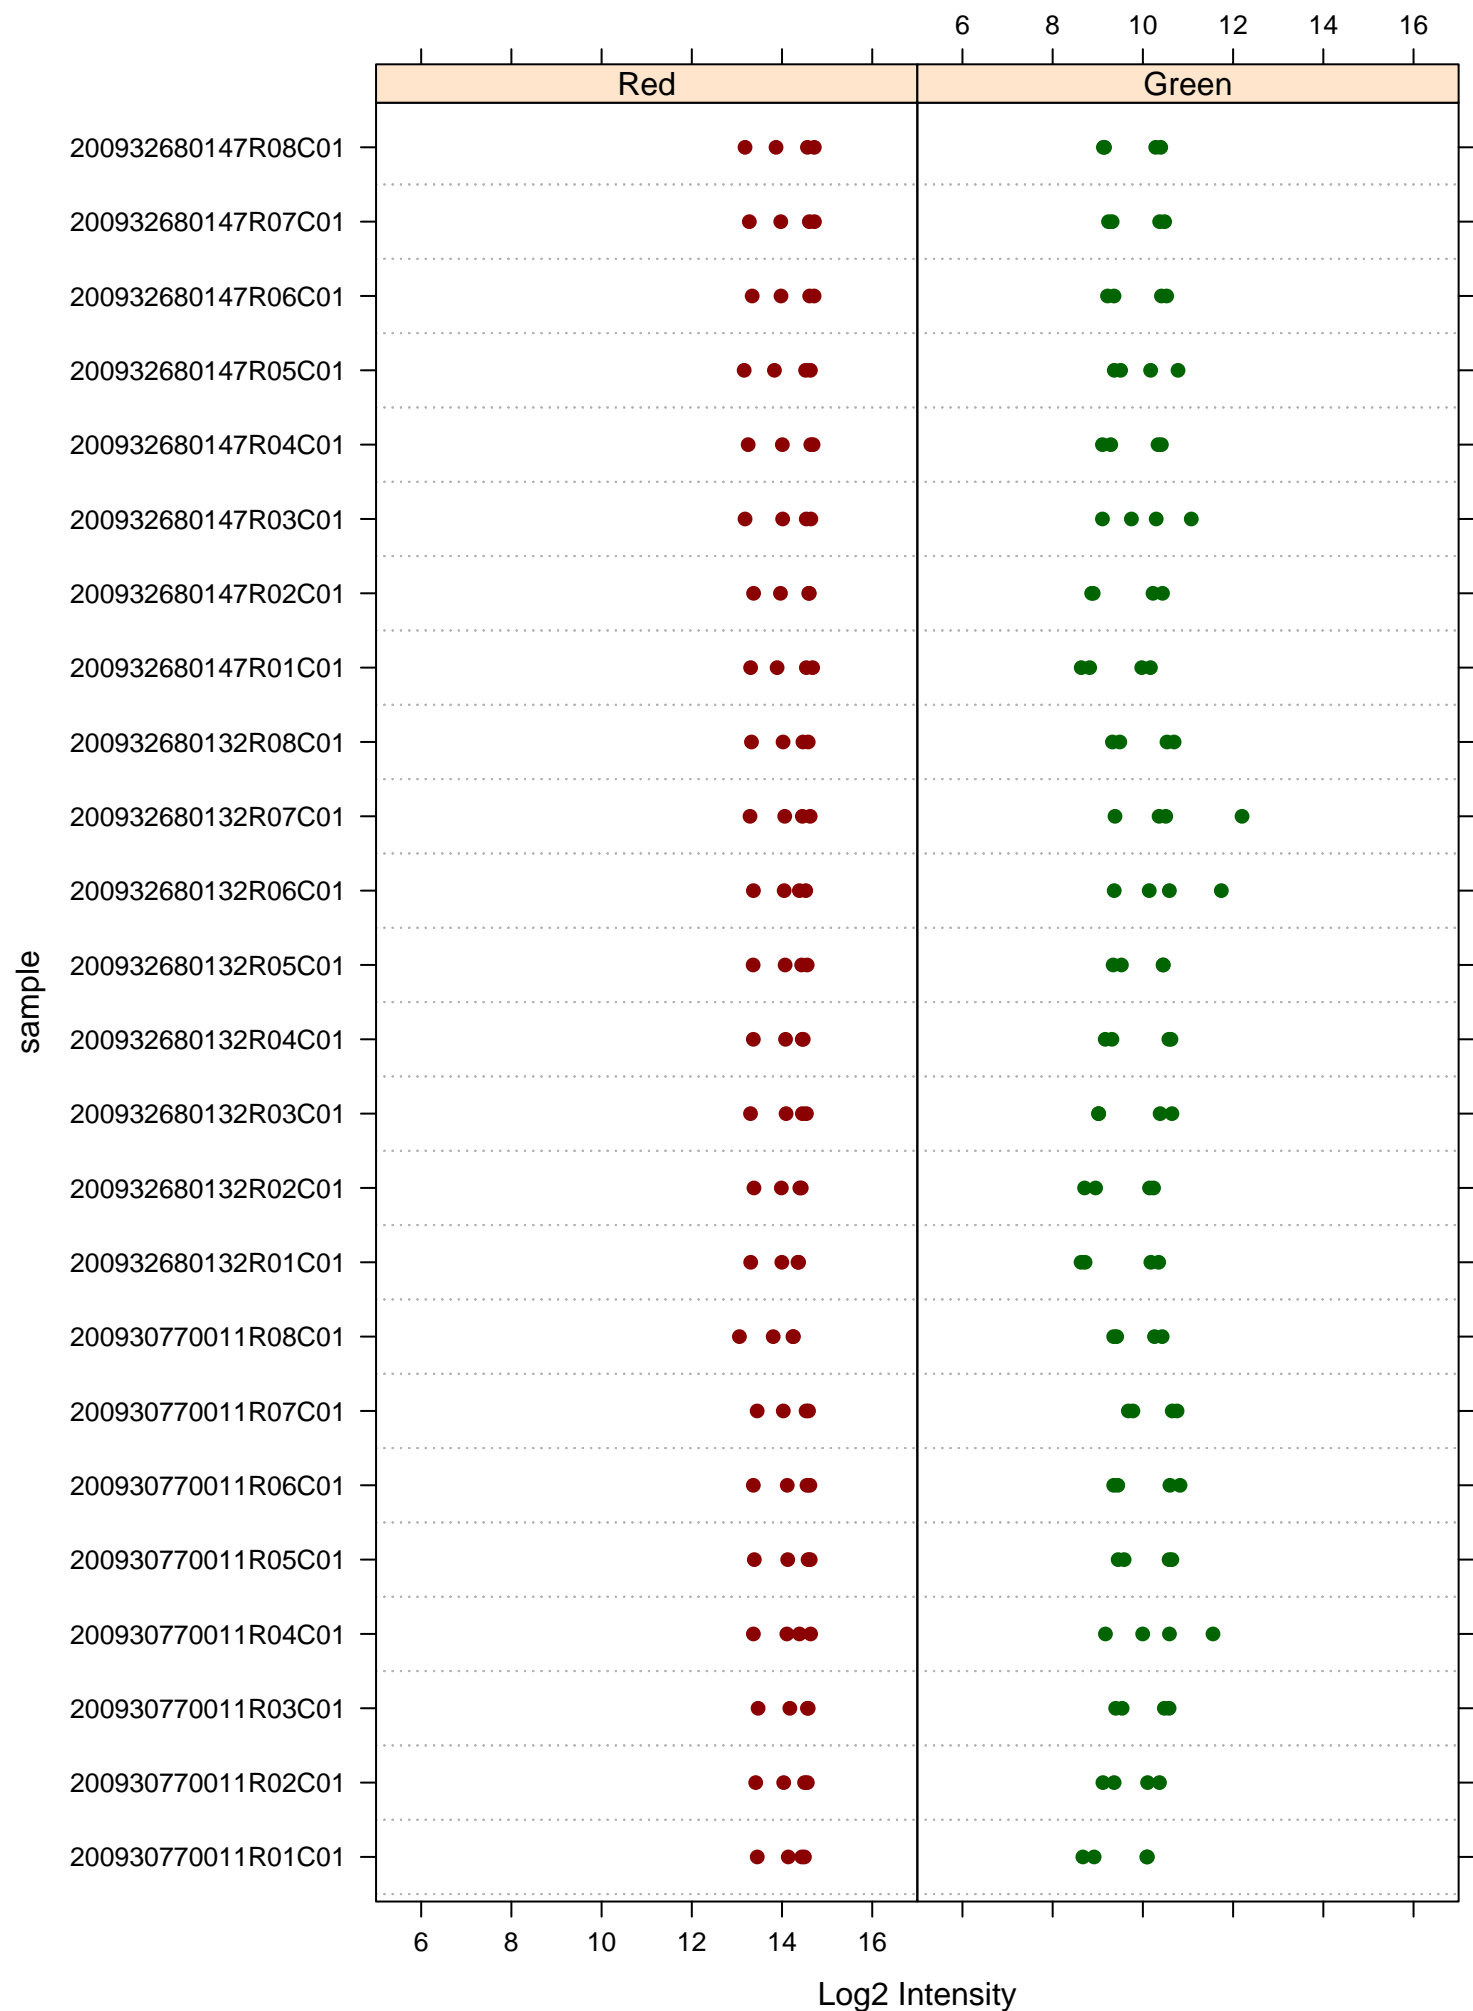 6 8 10 12 14 16
Red Green
200932680147R08C01
200932680147R07C01
200932680147R06C01
200932680147R05C01
200932680147R04C01
200932680147R03C01
200932680147R02C01
200932680147R01C01
200932680132R08C01
200932680132R07C01
200932680132R06C01
200932680132R05C01
200932680132R04C01
200932680132R03C01
200932680132R02C01
200932680132R01C01
200930770011R08C01
200930770011R07C01
200930770011R06C01
200930770011R05C01
200930770011R04C01
200930770011R03C01
200930770011R02C01
200930770011R01C01
sample
6 8 10 12 14 16
Log2 Intensity